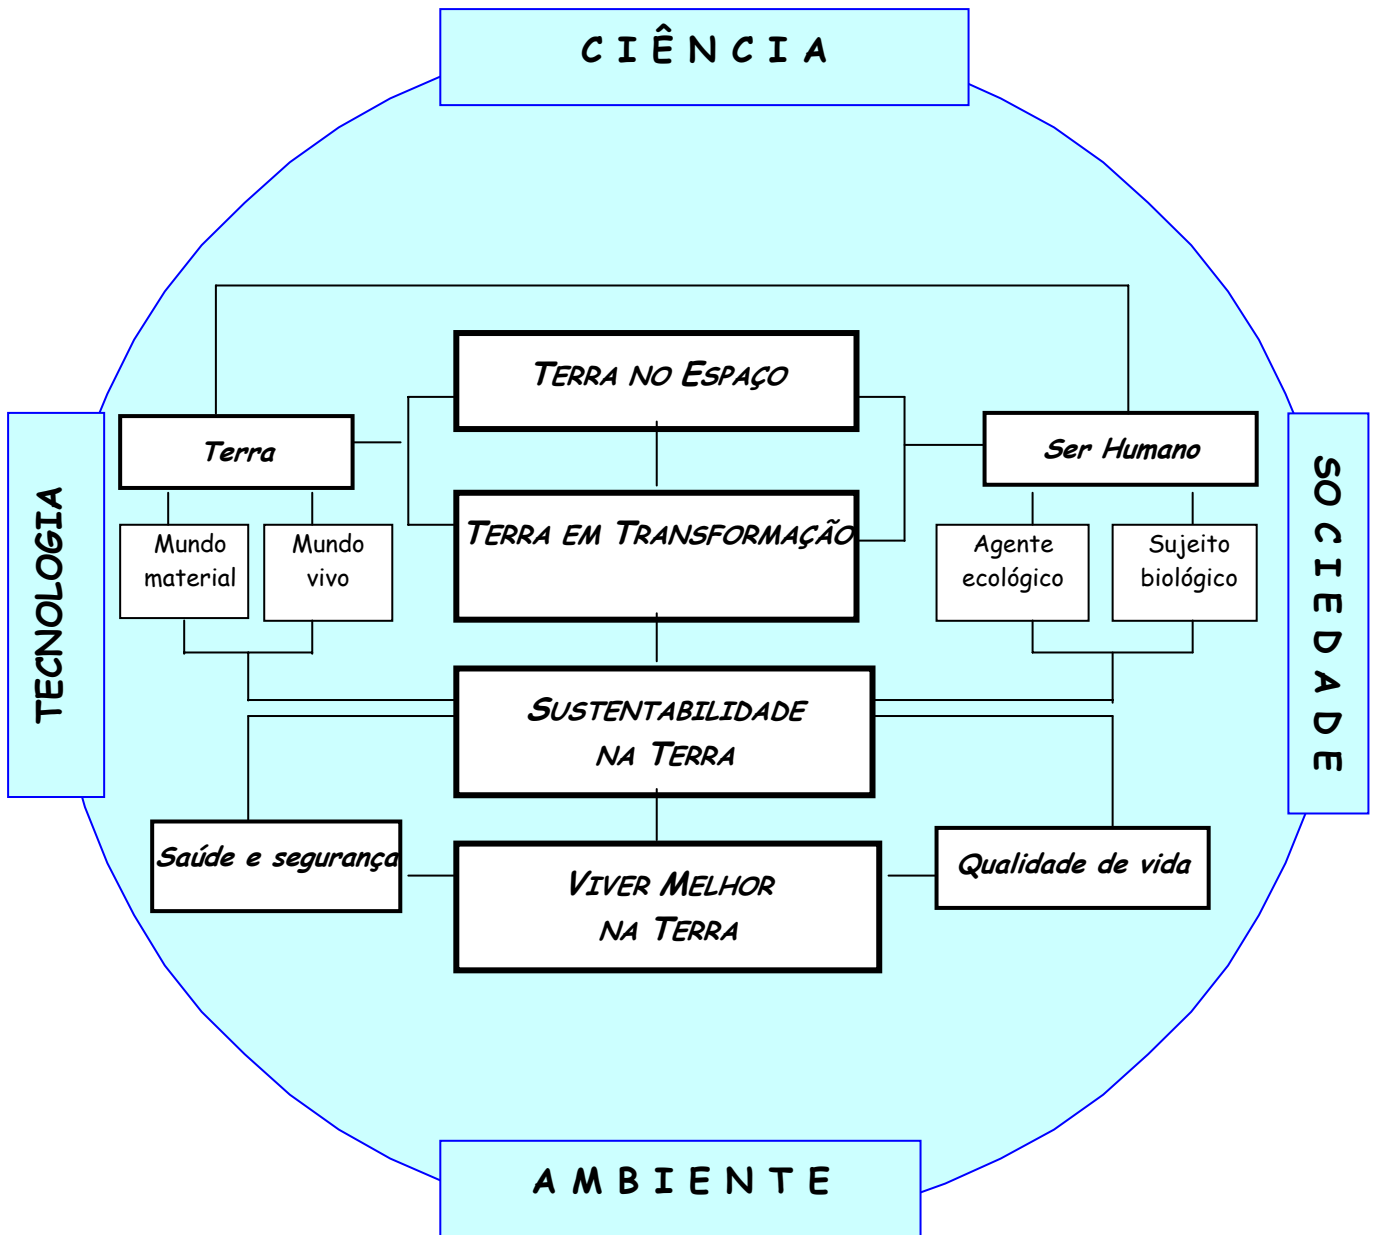 CIÊNCIA
TERRA NO ESPAÇO
Terra
Ser Humano
TERRA EM TRANSFORMAÇÃO
Mundo
material
Mundo
vivo
Agente
ecológico
Sujeito
biológico
TECNOLOGIA
SOCIEDADE
SUSTENTABILIDADE
NA TERRA
Saúde e segurança
VIVER MELHOR
NA TERRA
Qualidade de vida
AMBIENTE